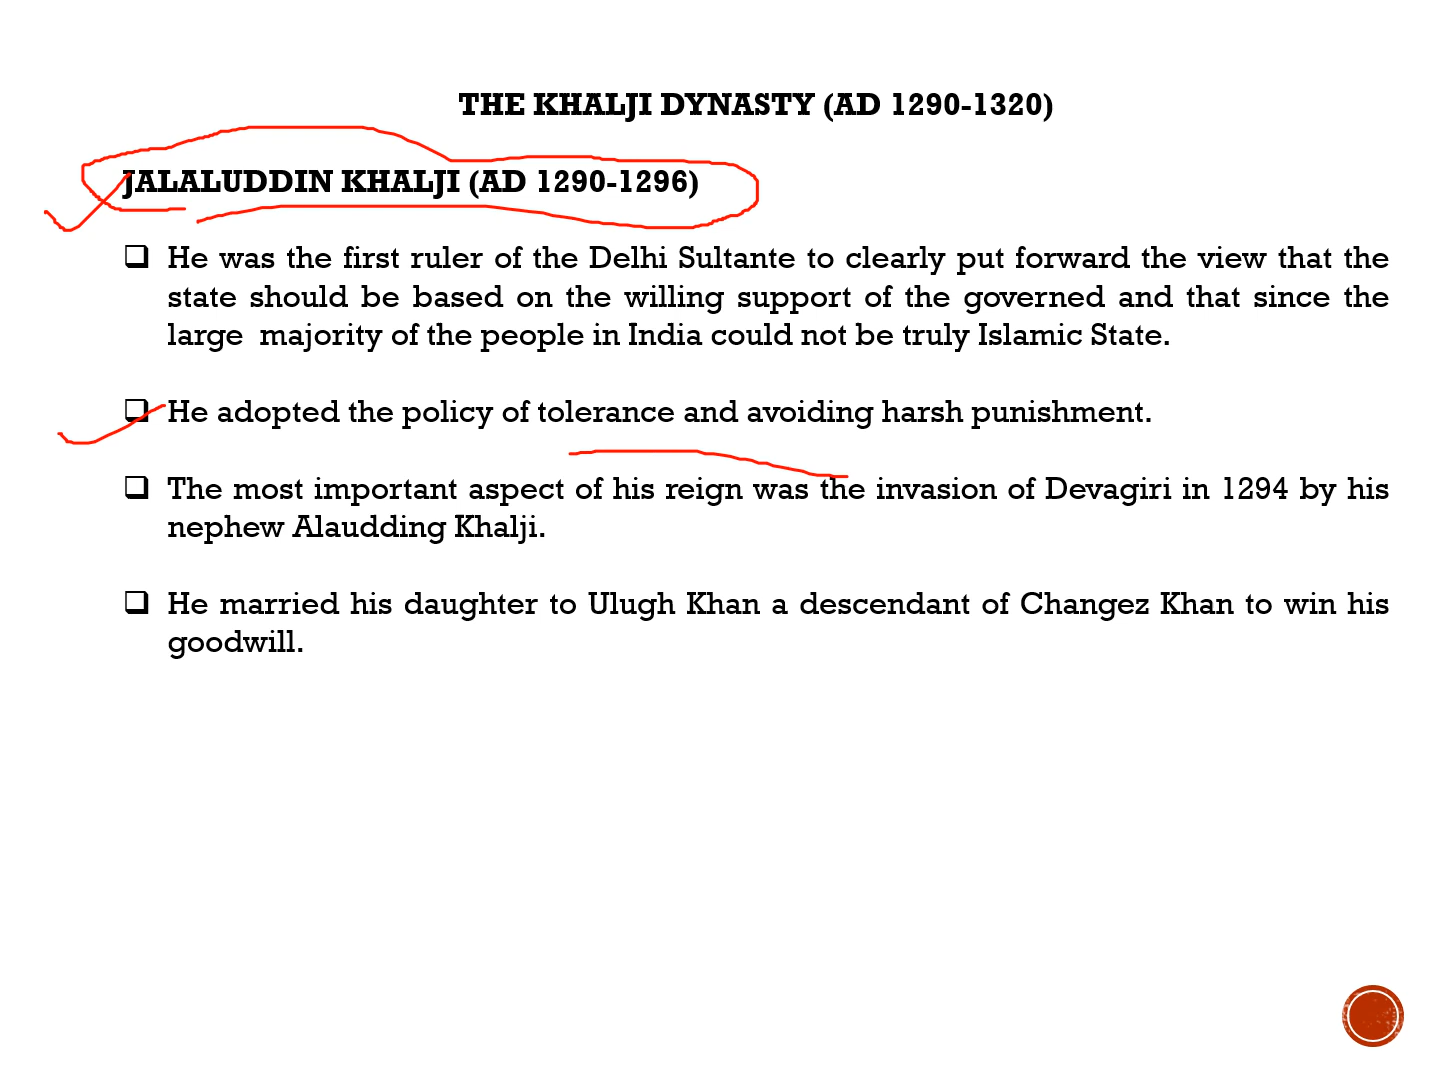 THE KHALJI DYNASTY (AD 1290-1320)
JALALUDDIN KHALJI (AD 1290-1296)
❑ He was the first ruler of the Delhi Sultante to clearly put forward the view that the
state should be based on the willing support of the governed and that since the
large majority of the people in India could not be truly Islamic State.
❑ He adopted the policy of tolerance and avoiding harsh punishment.
❑ The most important aspect of his reign was the invasion of Devagiri in 1294 by his
nephew Alaudding Khalji.
❑ He married his daughter to Ulugh Khan a descendant of Changez Khan to win his
goodwill.